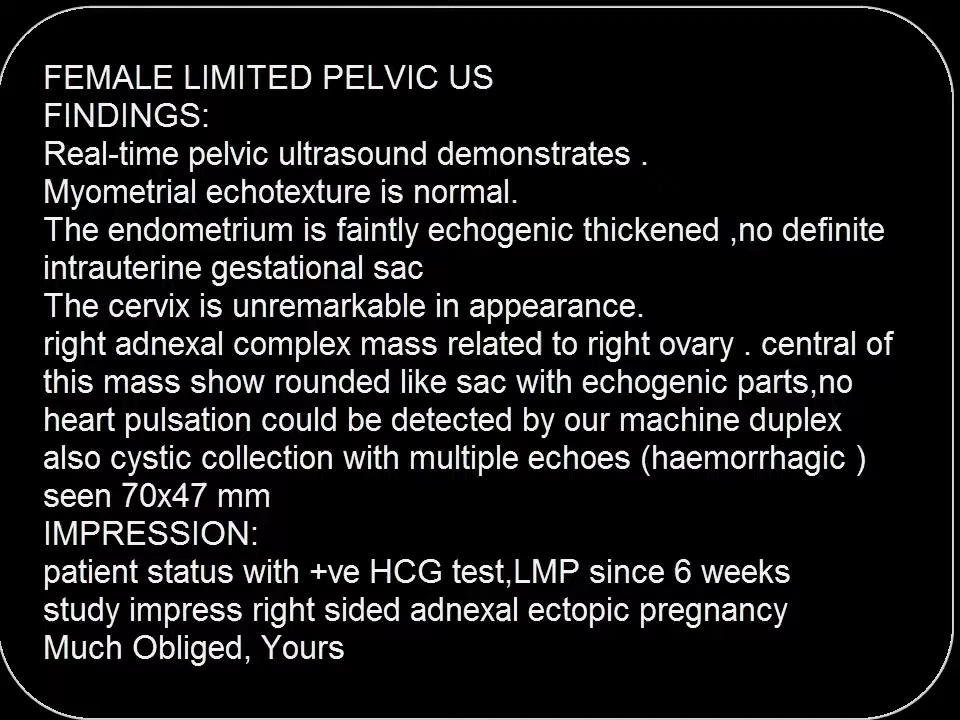 FEMALE LIMITED PELVIC US
FINDINGS:
Real-time pelvic ultrasound demonstrates .
Myometrial echotexture is normal.
The endometrium is faintly echogenic thickened ,no definite
intrauterine gestational sac
The cervix is unremarkable in appearance.
right adnexal complex mass related to right ovary . central of
this mass show rounded like sac with echogenic parts,no
heart pulsation could be detected by our machine duplex
also cystic collection with multiple echoes (haemorrhagic )
seen 70x47 mm
IMPRESSION:
patient status with +ve HCG test,LMP since 6 weeks
study impress right sided adnexal ectopic pregnancy
Much Obliged, Yours